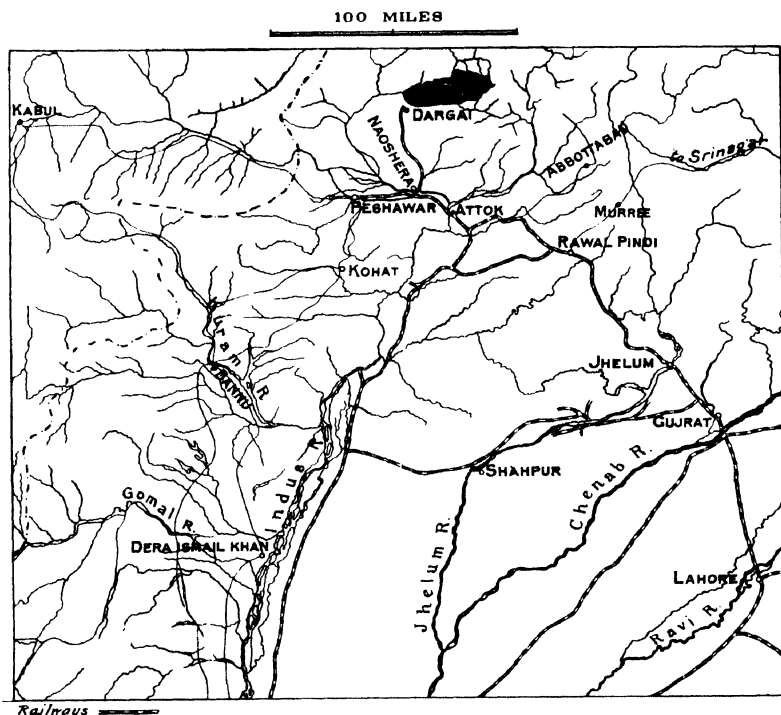 100 MILES
KABUL
DARGAI
NAOSHERA
ABBOTTABAD
to Srinagar
PESHAWAR
ATTOK
MURREE
RAWAL PINDI
KOHAT
Kuram R.
BANNU
JHELUM
GUJRAT
Indus R.
SHAHPUR
Chenab R.
Gomal R.
DERA ISMAIL KHAN
Jhelum R.
LAHORE
Ravi R.
Railways